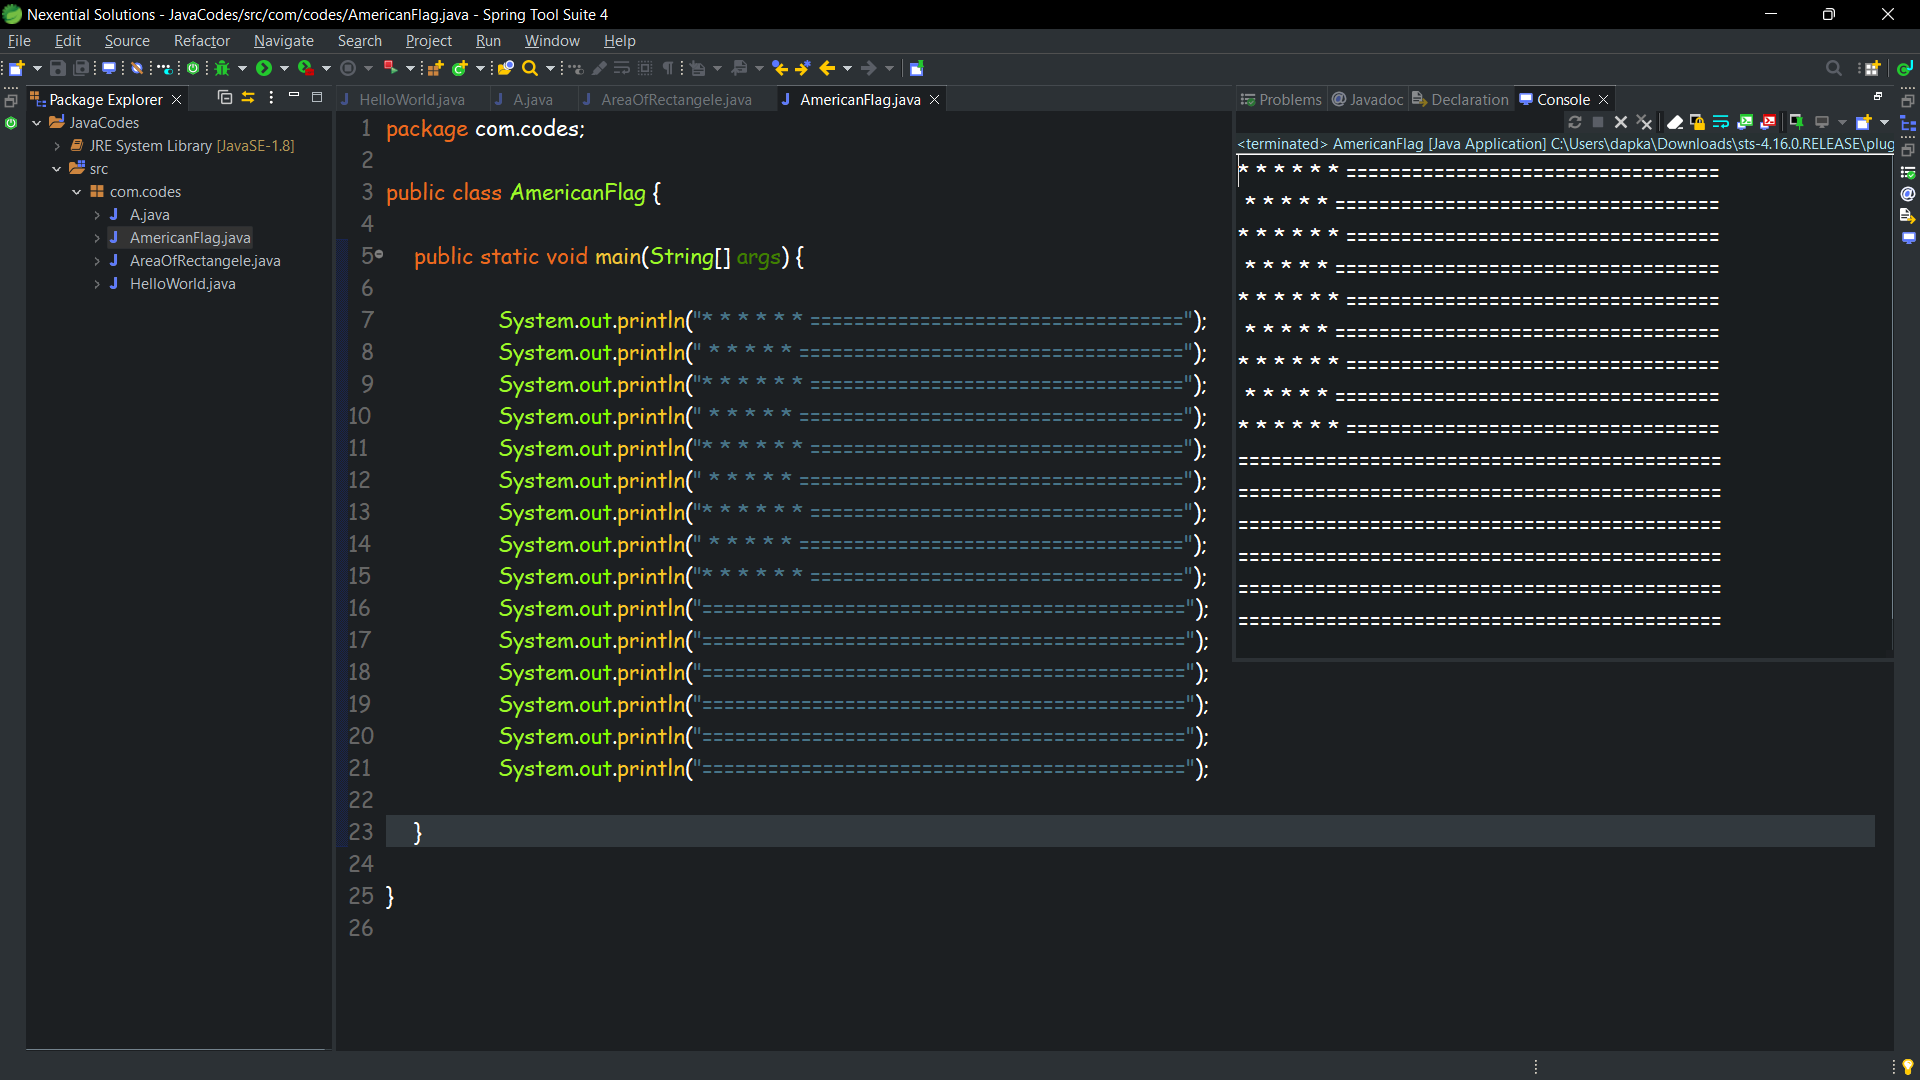 Nexential Solutions - JavaCodes/src/com/codes/AmericanFlag.java - Spring Tool Suite 4
File Edit Source Refactor Navigate Search Project Run Window Help
Package Explorer
JavaCodes
JRE System Library [JavaSE-1.8]
src
com.codes
A.java
AmericanFlag.java
AreaOfRectangele.java
HelloWorld.java
HelloWorld.java A.java AreaOfRectangele.java AmericanFlag.java
1 package com.codes;
2
3 public class AmericanFlag {
4
5 public static void main(String[] args) {
6
7 System.out.println("* * * * * * ==================================");
8 System.out.println(" * * * * * ===================================");
9 System.out.println("* * * * * * ==================================");
10 System.out.println(" * * * * * ===================================");
11 System.out.println("* * * * * * ==================================");
12 System.out.println(" * * * * * ===================================");
13 System.out.println("* * * * * * ==================================");
14 System.out.println(" * * * * * ===================================");
15 System.out.println("* * * * * * ==================================");
16 System.out.println("============================================");
17 System.out.println("============================================");
18 System.out.println("============================================");
19 System.out.println("============================================");
20 System.out.println("============================================");
21 System.out.println("============================================");
22
23 }
24
25 }
26
Problems @ Javadoc Declaration Console
<terminated> AmericanFlag [Java Application] C:\Users\dapka\Downloads\sts-4.16.0.RELEASE\plug
* * * * * * ==================================
 * * * * * ===================================
* * * * * * ==================================
 * * * * * ===================================
* * * * * * ==================================
 * * * * * ===================================
* * * * * * ==================================
 * * * * * ===================================
* * * * * * ==================================
============================================
============================================
============================================
============================================
============================================
============================================